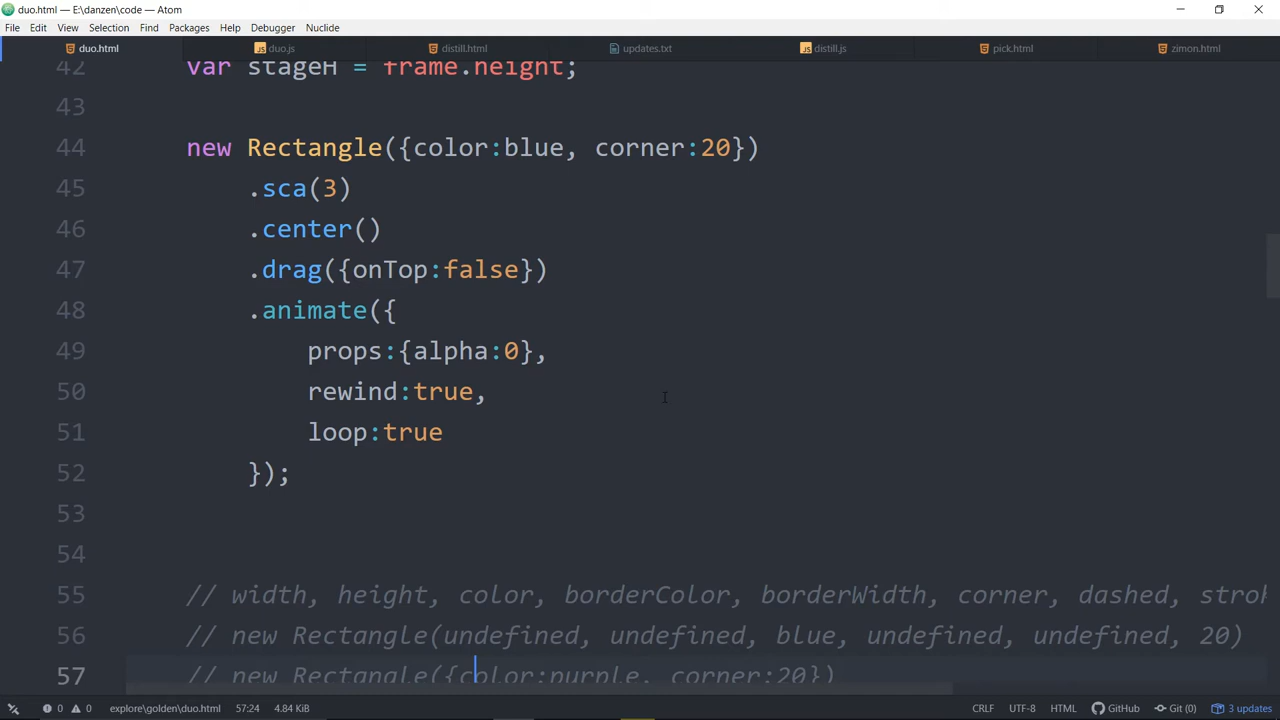 duo.html — E:\danzen\code — Atom
File Edit View Selection Find Packages Help Debugger Nuclide
duo.html duo.js distill.html updates.txt distill.js pick.html zimon.html
42 var stageH = frame.height;
43
44 new Rectangle({color:blue, corner:20})
45 .sca(3)
46 .center()
47 .drag({onTop:false})
48 .animate({
49 props:{alpha:0},
50 rewind:true,
51 loop:true
52 });
53
54
55 // width, height, color, borderColor, borderWidth, corner, dashed, strok
56 // new Rectangle(undefined, undefined, blue, undefined, undefined, 20)
57 // new Rectangle({color:purple, corner:20})
0 0 explore\golden\duo.html 57:24 4.84 KiB CRLF UTF-8 HTML GitHub Git (0) 3 updates